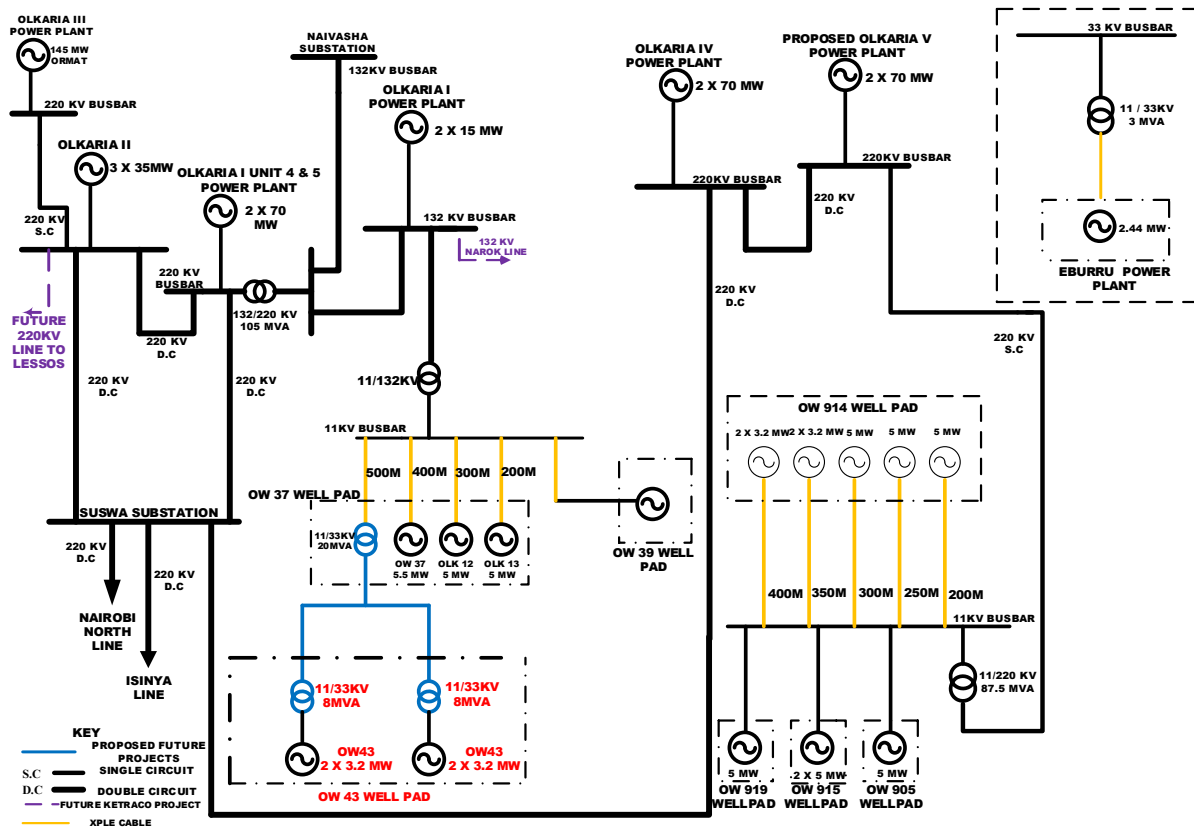 OLKARIA III
POWER PLANT
145 MW
ORMAT
220 KV BUSBAR
OLKARIA II
3 X 35MW
220 KV
S.C
NAIVASHA
SUBSTATION
132KV BUSBAR
OLKARIA I
POWER PLANT
2 X 15 MW
OLKARIA I UNIT 4 & 5
POWER PLANT
2 X 70
MW
132 KV BUSBAR
132 KV
NAROK LINE
220 KV
BUSBAR
132/220 KV
105 MVA
FUTURE
220KV
LINE TO
LESSOS
220 KV
D.C
220 KV
D.C
220 KV
D.C
11/132KV
11KV BUSBAR
500M
400M
300M
200M
OW 37 WELL PAD
11/33KV
20MVA
OW 37
5.5 MW
OLK 12
5 MW
OLK 13
5 MW
OW 39 WELL
PAD
SUSWA SUBSTATION
220 KV
D.C
220 KV
D.C
NAIROBI
NORTH
LINE
ISINYA
LINE
11/33KV
8MVA
11/33KV
8MVA
OW43
2 X 3.2 MW
OW43
2 X 3.2 MW
OW 43 WELL PAD
OLKARIA IV
POWER PLANT
2 X 70 MW
220KV BUSBAR
PROPOSED OLKARIA V
POWER PLANT
2 X 70 MW
220KV BUSBAR
220 KV
D.C
220 KV
D.C
220 KV
S.C
33 KV BUSBAR
11 / 33KV
3 MVA
2.44 MW
EBURRU POWER
PLANT
OW 914 WELL PAD
2 X 3.2 MW
2 X 3.2 MW
5 MW
5 MW
5 MW
400M
350M
300M
250M
200M
11KV BUSBAR
11/220 KV
87.5 MVA
5 MW
2 X 5 MW
5 MW
OW 919
WELLPAD
OW 915
WELLPAD
OW 905
WELLPAD
KEY
PROPOSED FUTURE
PROJECTS
S.C SINGLE CIRCUIT
D.C DOUBLE CIRCUIT
FUTURE KETRACO PROJECT
XPLE CABLE